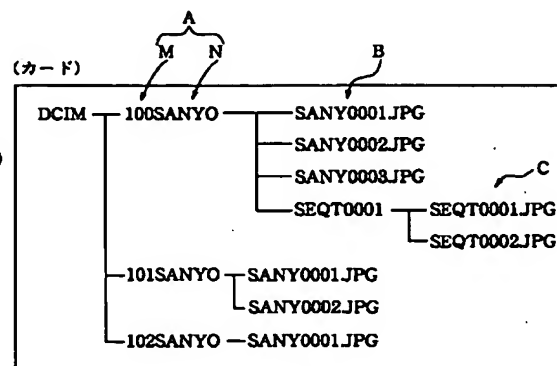 A
M N
(カード) B
DCIM 100SANYO SANY0001.JPG
SANY0002.JPG
SANY0003.JPG C
SEQT0001 SEQT0001.JPG
SEQT0002.JPG
101SANYO SANY0001.JPG
SANY0002.JPG
102SANYO SANY0001.JPG